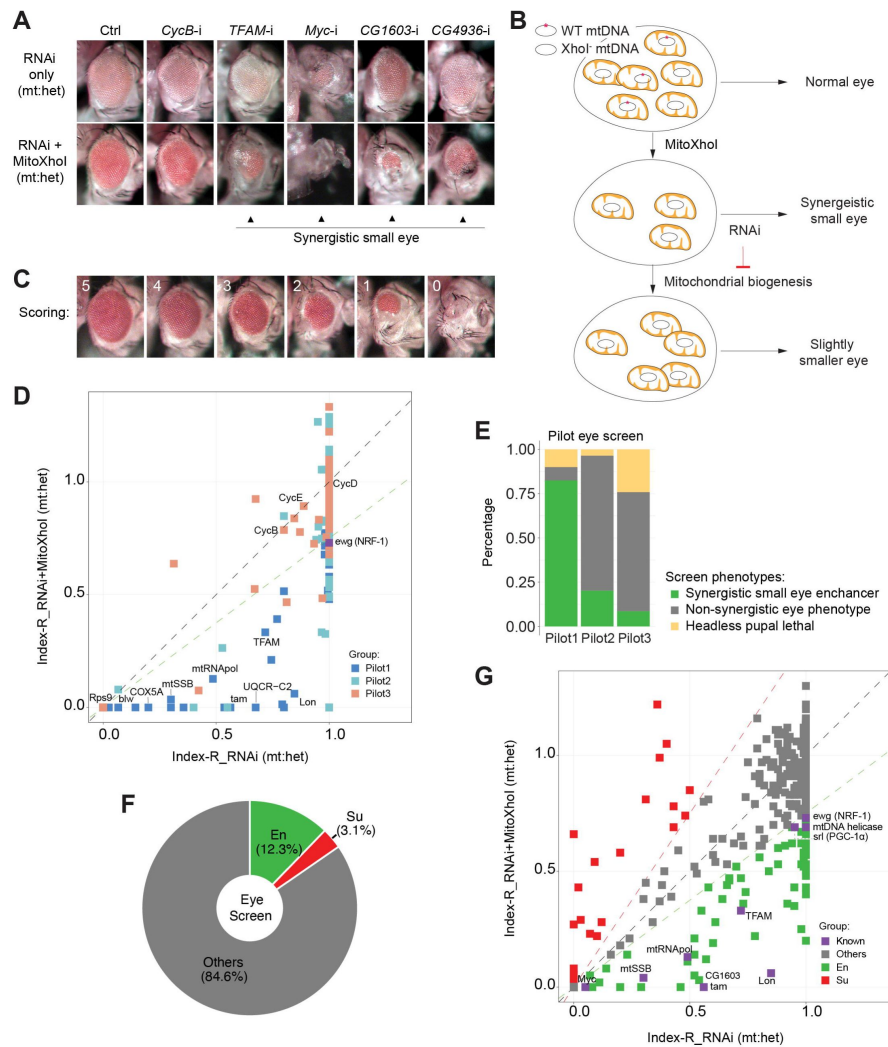 A
Ctrl
CycB-i
TFAM-i
Myc-i
CG1603-i
CG4936-i
RNAi
only
(mt:het)
RNAi +
MitoXhoI
(mt:het)
Synergistic small eye
B
WT mtDNA
XhoI⁻ mtDNA
Normal eye
MitoXhoI
Synergeistic
small eye
RNAi
Mitochondrial biogenesis
Slightly
smaller eye
C
Scoring:
5
4
3
2
1
0
D
Index-R_RNAi+MitoXhoI (mt:het)
1.0
0.5
0.0
CycD
CycE
CycB
ewg (NRF-1)
TFAM
mtRNApol
mtSSB
UQCR-C2
COX5A
Rps9
blw
tam
Lon
Group:
Pilot1
Pilot2
Pilot3
0.0
0.5
1.0
Index-R_RNAi (mt:het)
E
Pilot eye screen
Percentage
1.00
0.75
0.50
0.25
0.00
Pilot1
Pilot2
Pilot3
Screen phenotypes:
Synergistic small eye enchancer
Non-synergistic eye phenotype
Headless pupal lethal
F
En
(12.3%)
Su
(3.1%)
Eye
Screen
Others
(84.6%)
G
Index-R_RNAi+MitoXhoI (mt:het)
1.0
0.5
0.0
ewg (NRF-1)
mtDNA helicase
srl (PGC-1α)
TFAM
mtRNApol
mtSSB
CG1603
Myc
tam
Lon
Group:
Known
Others
En
Su
0.0
0.5
1.0
Index-R_RNAi (mt:het)